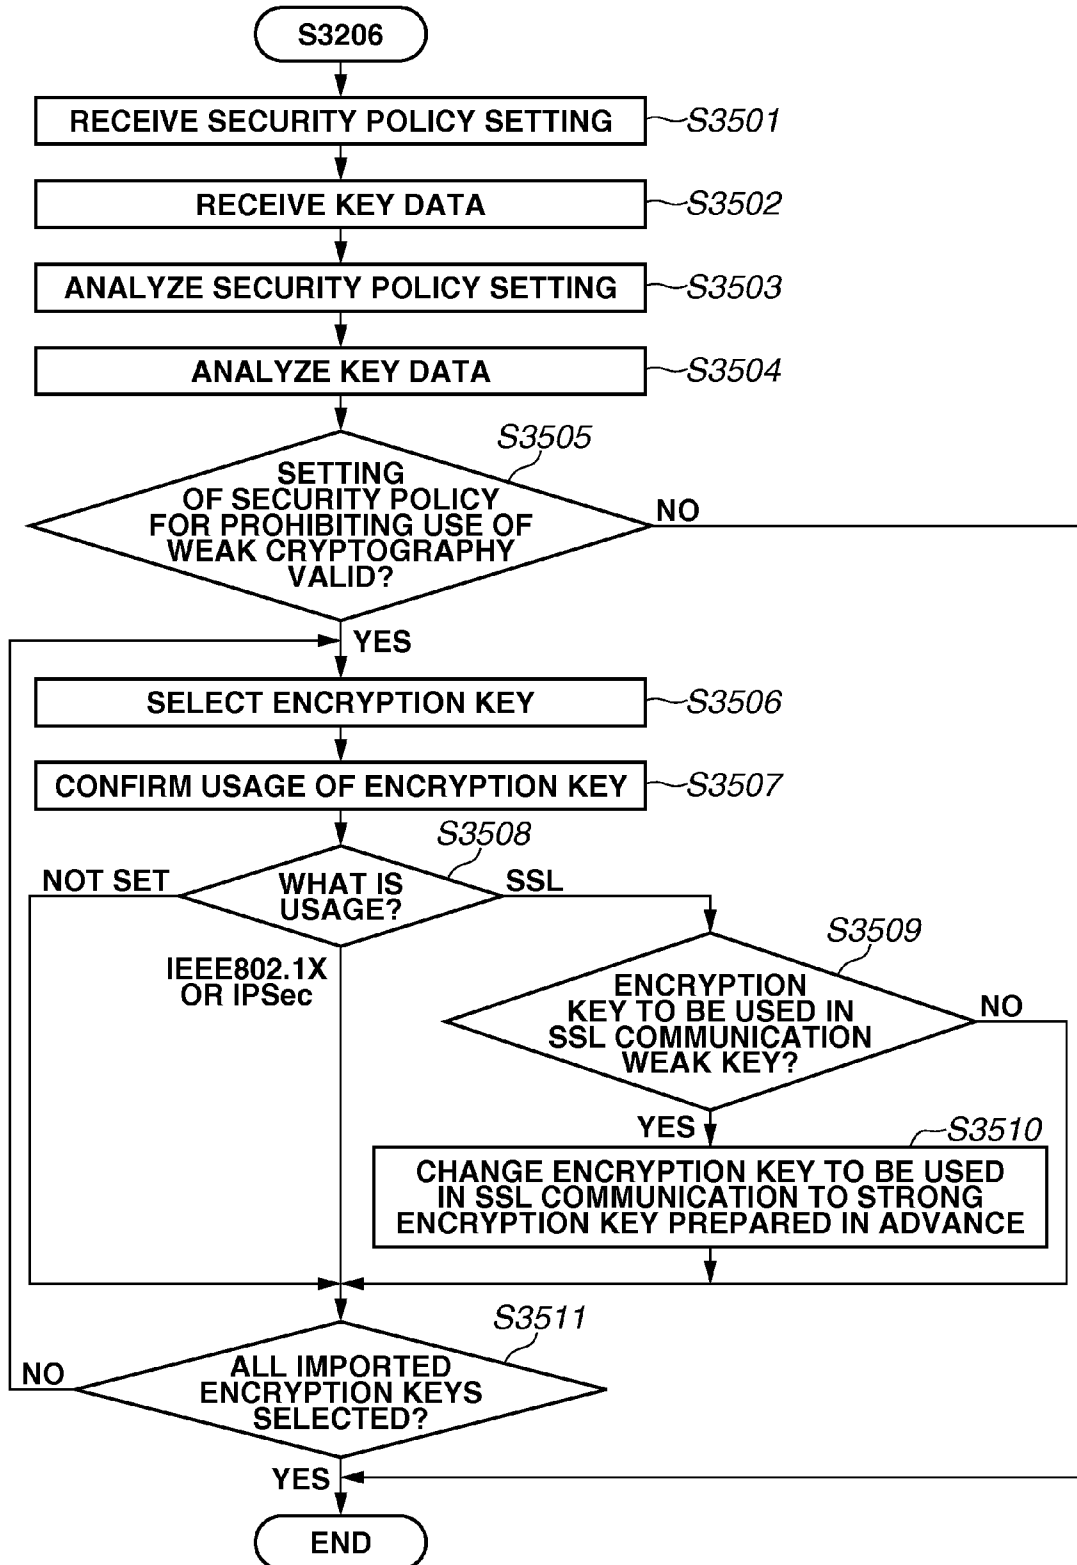 S3206
RECEIVE SECURITY POLICY SETTING
S3501
RECEIVE KEY DATA
S3502
ANALYZE SECURITY POLICY SETTING
S3503
ANALYZE KEY DATA
S3504
S3505
SETTING
OF SECURITY POLICY
FOR PROHIBITING USE OF
WEAK CRYPTOGRAPHY
VALID?
NO
YES
SELECT ENCRYPTION KEY
S3506
CONFIRM USAGE OF ENCRYPTION KEY
S3507
S3508
NOT SET
WHAT IS
USAGE?
SSL
IEEE802.1X
OR IPSec
S3509
ENCRYPTION
KEY TO BE USED IN
SSL COMMUNICATION
WEAK KEY?
NO
YES
S3510
CHANGE ENCRYPTION KEY TO BE USED
IN SSL COMMUNICATION TO STRONG
ENCRYPTION KEY PREPARED IN ADVANCE
S3511
NO
ALL IMPORTED
ENCRYPTION KEYS
SELECTED?
YES
END